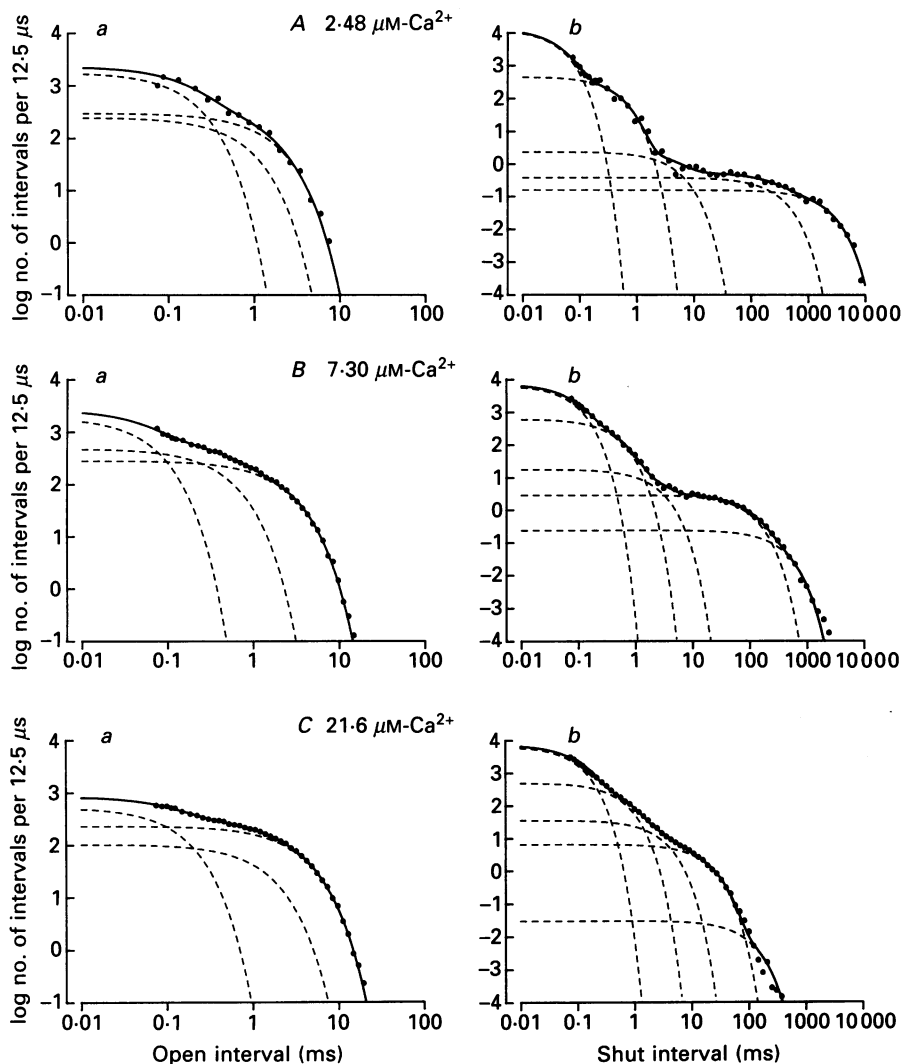 A 2·48 μM-Ca²⁺
a
b
log no. of intervals per 12·5 μs
4
3
2
1
0
−1
0·01 0·1 1 10 100
4
3
2
1
0
−1
−2
−3
−4
0·01 0·1 1 10 100 1000 10 000
B 7·30 μM-Ca²⁺
a
b
log no. of intervals per 12·5 μs
4
3
2
1
0
−1
0·01 0·1 1 10 100
4
3
2
1
0
−1
−2
−3
−4
0·01 0·1 1 10 100 1000 10 000
C 21·6 μM-Ca²⁺
a
b
log no. of intervals per 12·5 μs
4
3
2
1
0
−1
0·01 0·1 1 10 100
Open interval (ms)
4
3
2
1
0
−1
−2
−3
−4
0·01 0·1 1 10 100 1000 10 000
Shut interval (ms)